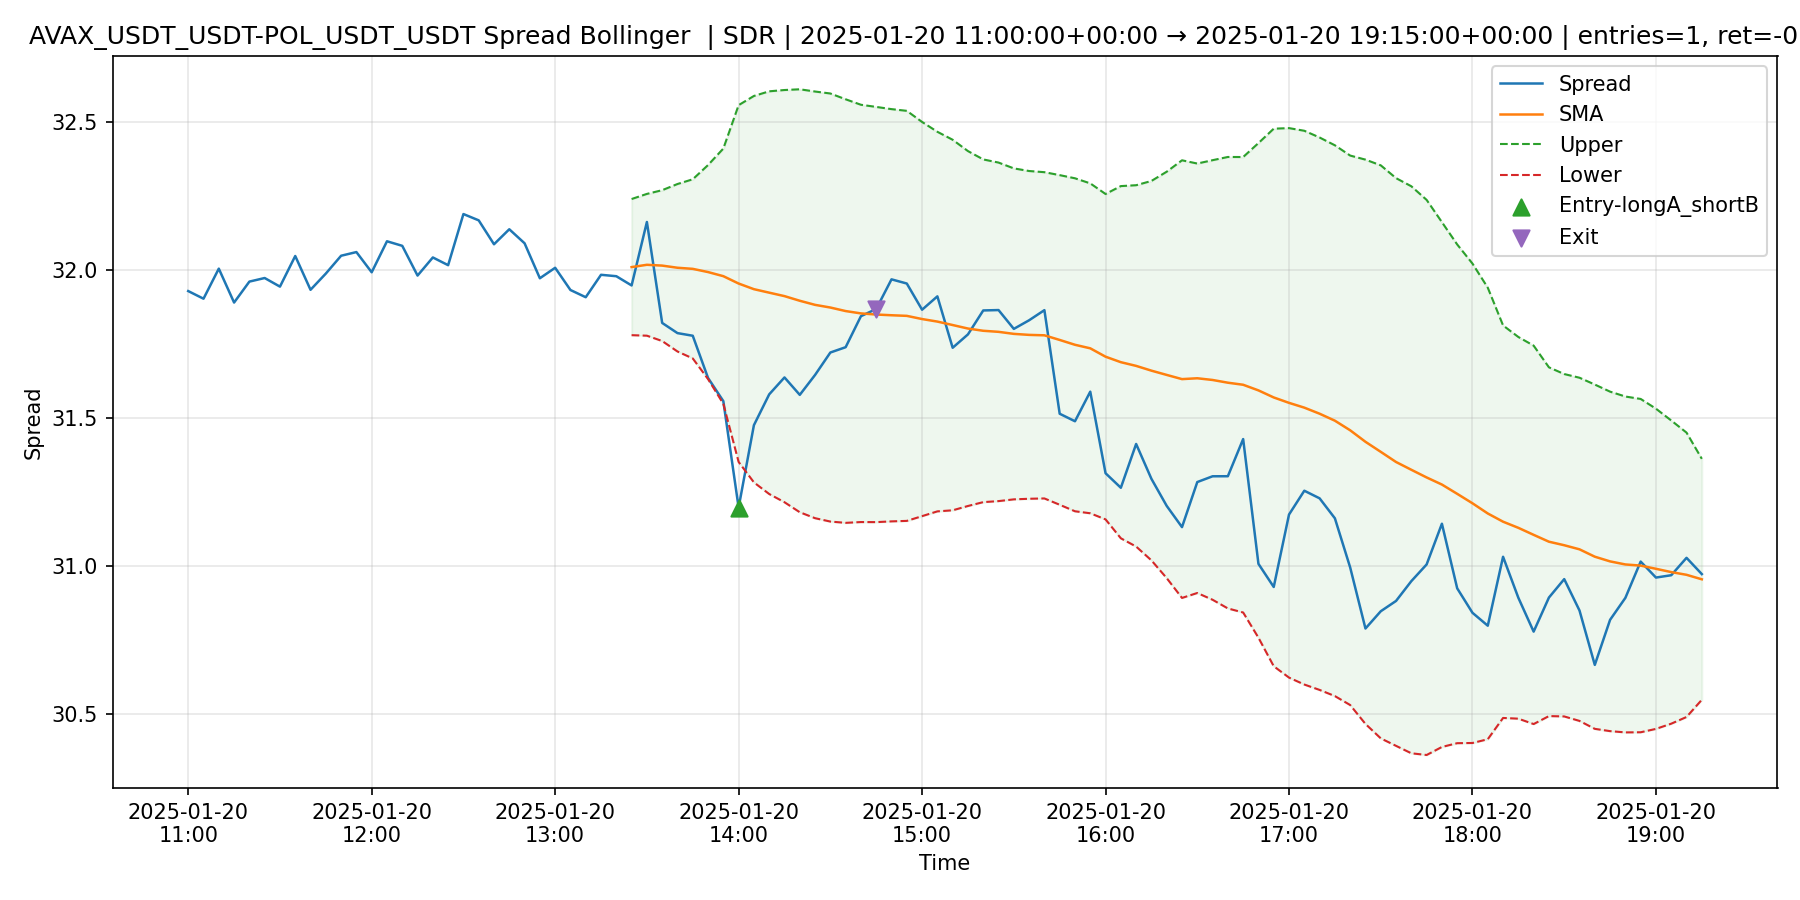 AVAX_USDT_USDT-POL_USDT_USDT Spread Bollinger | SDR | 2025-01-20 11:00:00+00:00 → 2025-01-20 19:15:00+00:00 | entries=1, ret=-0
Spread
SMA
Upper
Lower
Entry-longA_shortB
Exit
32.5
32.0
31.5
31.0
30.5
Spread
2025-01-20
11:00
2025-01-20
12:00
2025-01-20
13:00
2025-01-20
14:00
2025-01-20
15:00
2025-01-20
16:00
2025-01-20
17:00
2025-01-20
18:00
2025-01-20
19:00
Time